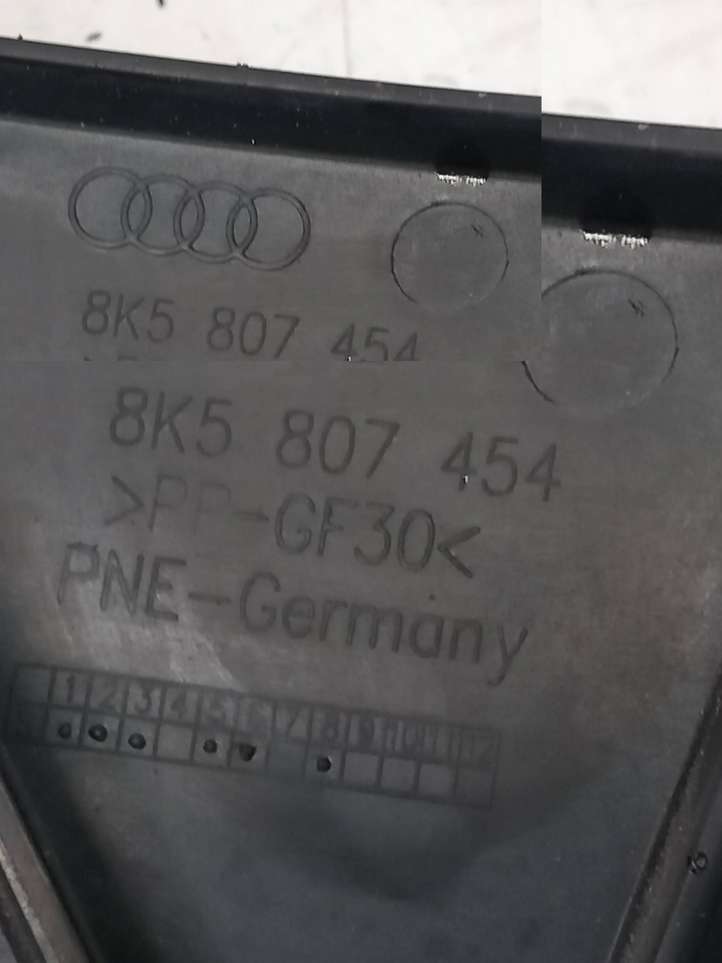 8K5 807 454
8K5 807 454
>PP-GF30<
PNE-Germany
1 2 3 4 5 6 7 8 9 10 11 12